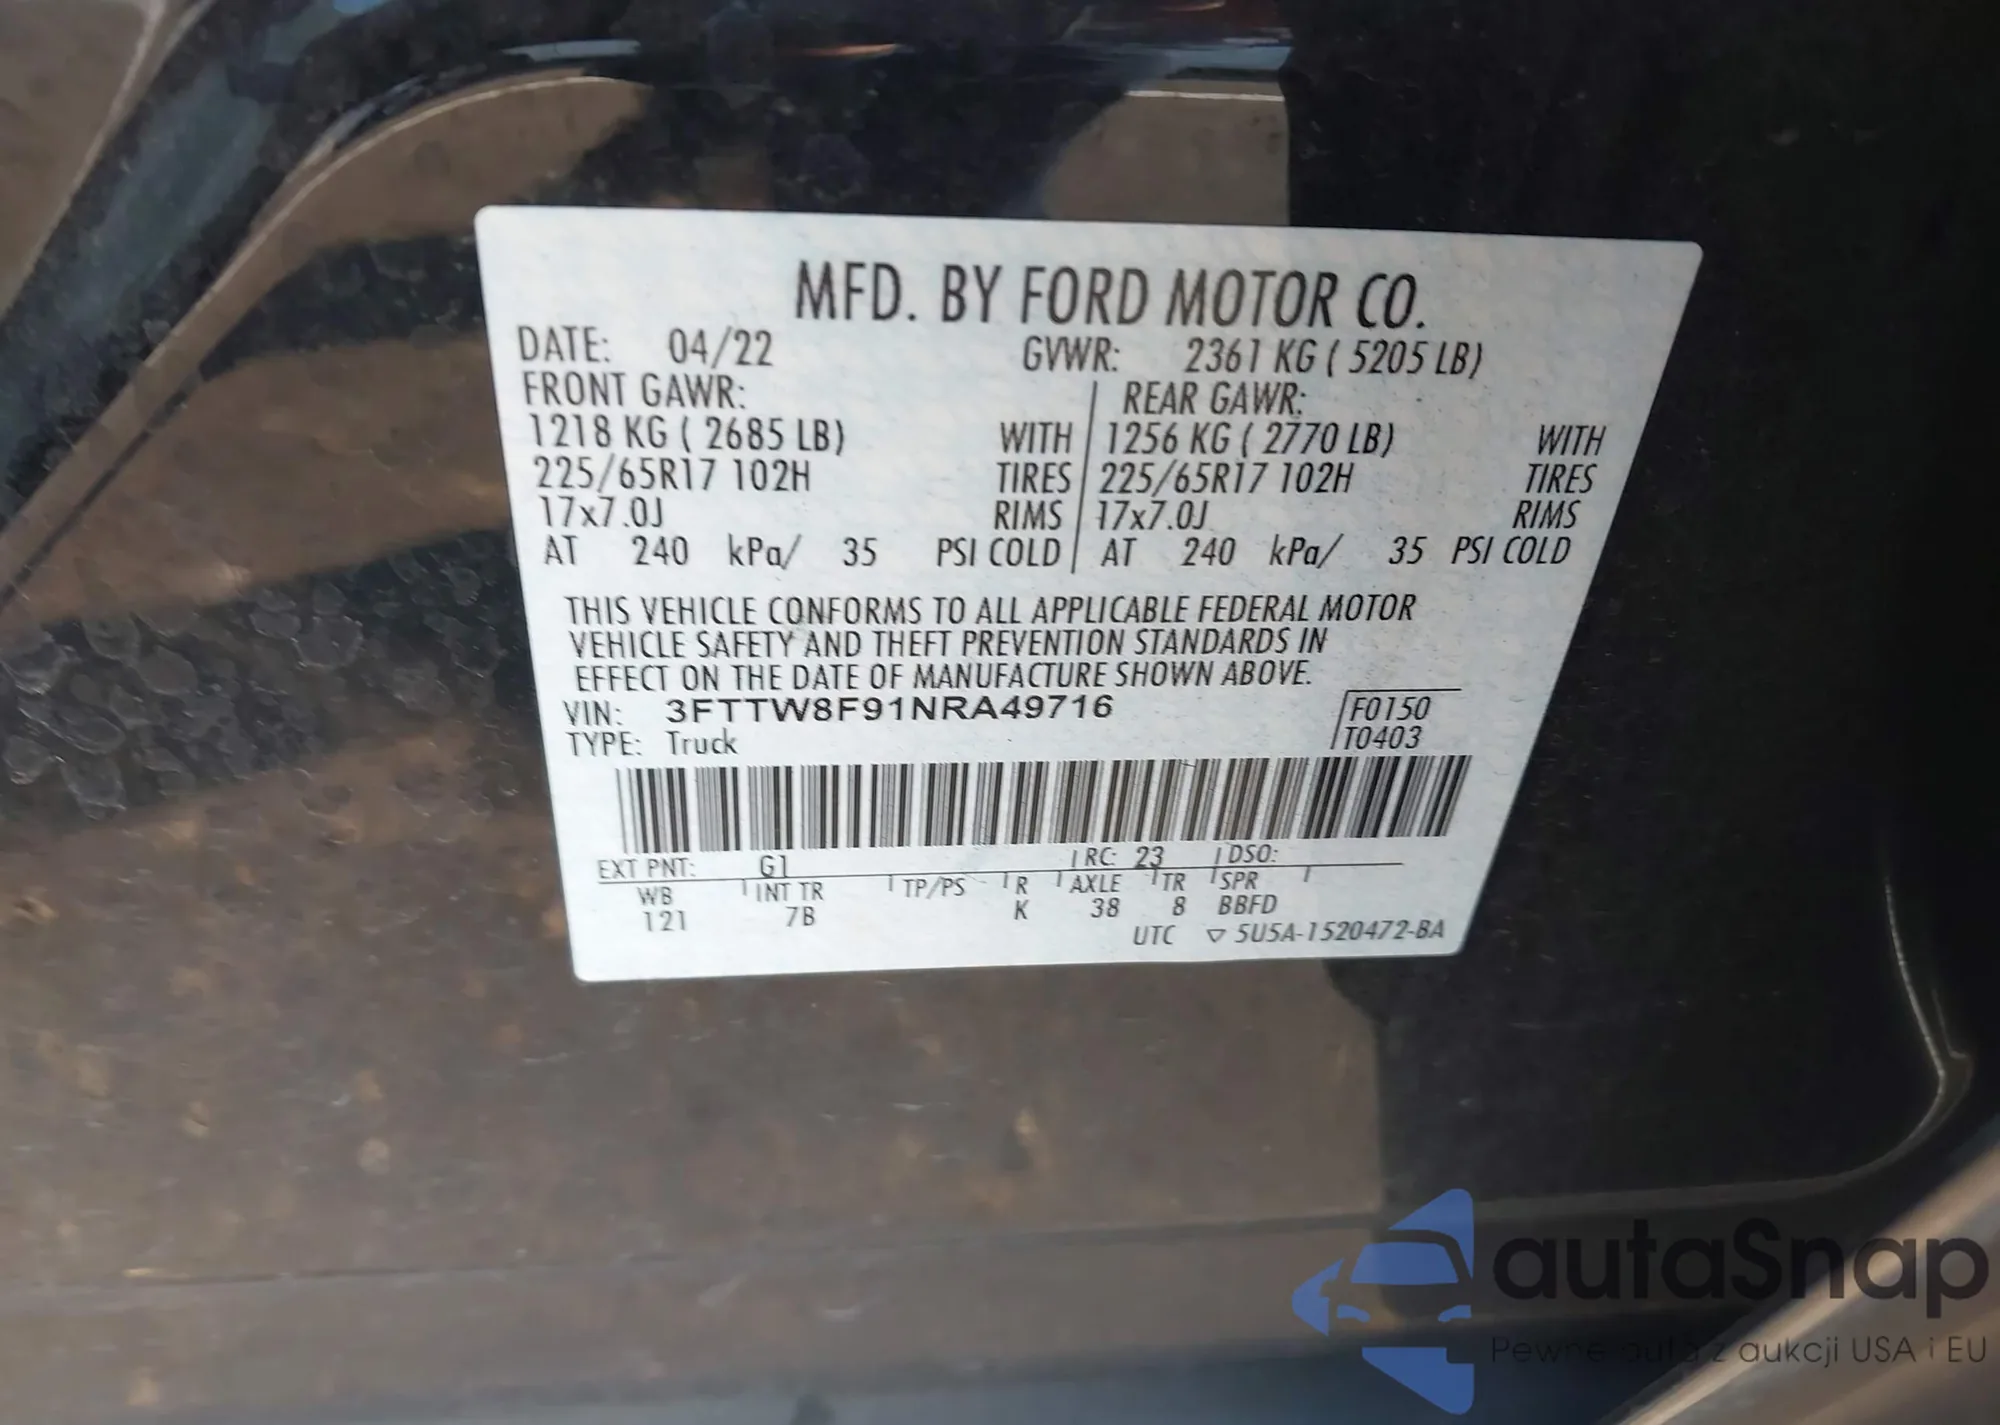 MFD. BY FORD MOTOR CO.
DATE: 04/22 GVWR: 2361 KG ( 5205 LB)
FRONT GAWR: REAR GAWR:
1218 KG ( 2685 LB) WITH 1256 KG ( 2770 LB) WITH
225/65R17 102H TIRES 225/65R17 102H TIRES
17x7.0J RIMS 17x7.0J RIMS
AT 240 kPa/ 35 PSI COLD AT 240 kPa/ 35 PSI COLD
THIS VEHICLE CONFORMS TO ALL APPLICABLE FEDERAL MOTOR
VEHICLE SAFETY AND THEFT PREVENTION STANDARDS IN
EFFECT ON THE DATE OF MANUFACTURE SHOWN ABOVE.
VIN: 3FTTW8F91NRA49716 F0150
TYPE: Truck T0403
EXT PNT: G1 RC: 23 DSO:
WB INT TR TP/PS R AXLE TR SPR
121 7B K 38 8 BBFD
UTC ▽ 5U5A-1520472-BA
autaSnap
Pewne auta z aukcji USA i EU